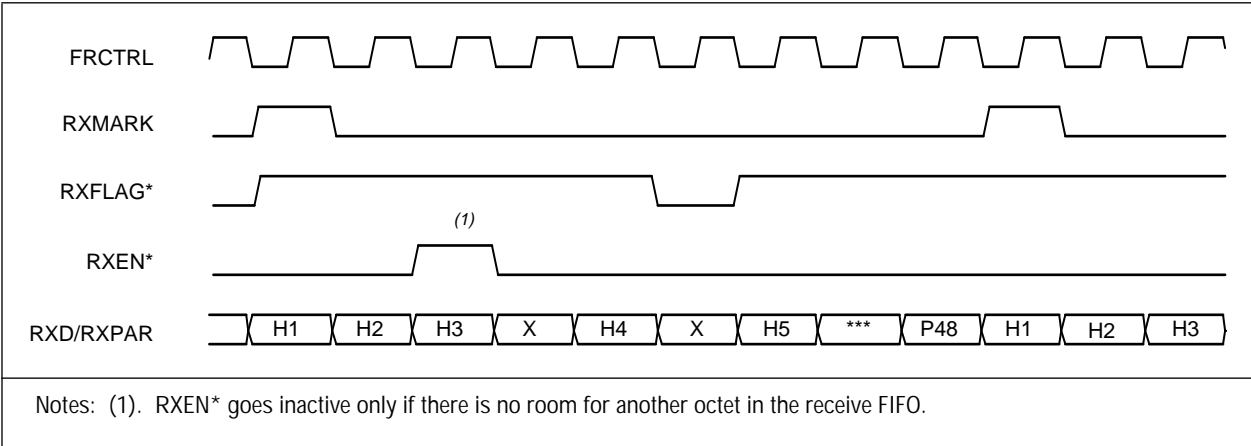 FRCTRL
RXMARK
RXFLAG*
(1)
RXEN*
RXD/RXPAR H1 H2 H3 X H4 X H5 *** P48 H1 H2 H3
Notes: (1). RXEN* goes inactive only if there is no room for another octet in the receive FIFO.